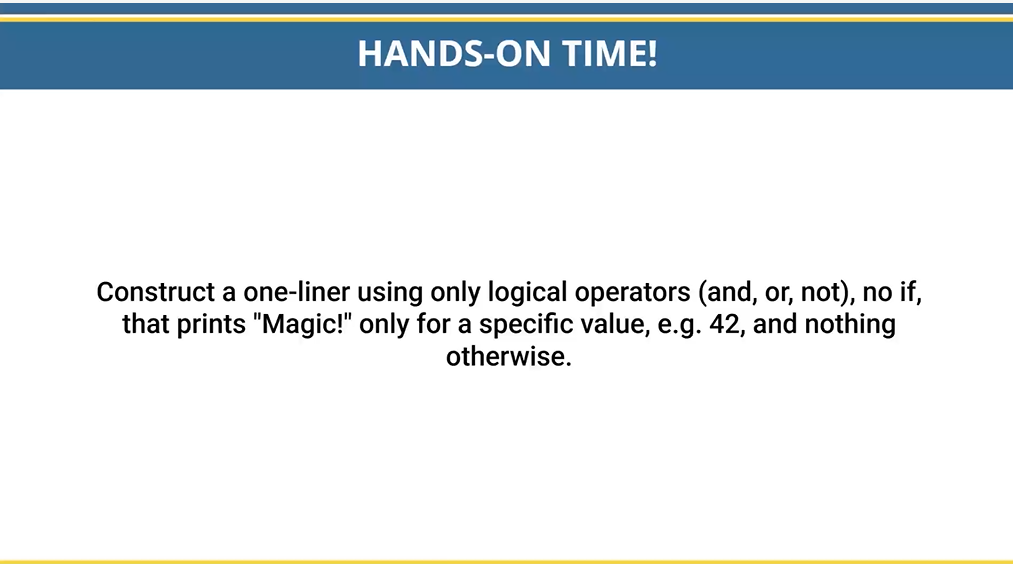 HANDS-ON TIME!
Construct a one-liner using only logical operators (and, or, not), no if,
that prints "Magic!" only for a specific value, e.g. 42, and nothing
otherwise.